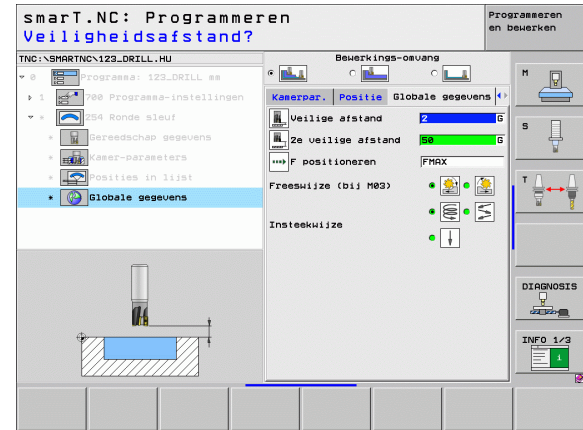 smarT.NC: Programmeren
Veiligheidsafstand?
Programmeren
en bewerken
TNC:\SMARTNC\123_DRILL.HU
0 Programma: 123_DRILL mm
1 700 Programma-instellingen
* 254 Ronde sleuf
* Gereedschap gegevens
* Kamer-parameters
* Posities in lijst
* Globale gegevens
Bewerkings-omvang
Kamerpar. Positie Globale gegevens
Veilige afstand 2 G
2e veilige afstand 50 G
F positioneren FMAX
Freeswijze (bij M03)
Insteekwijze
M
S
T
DIAGNOSIS
INFO 1/3